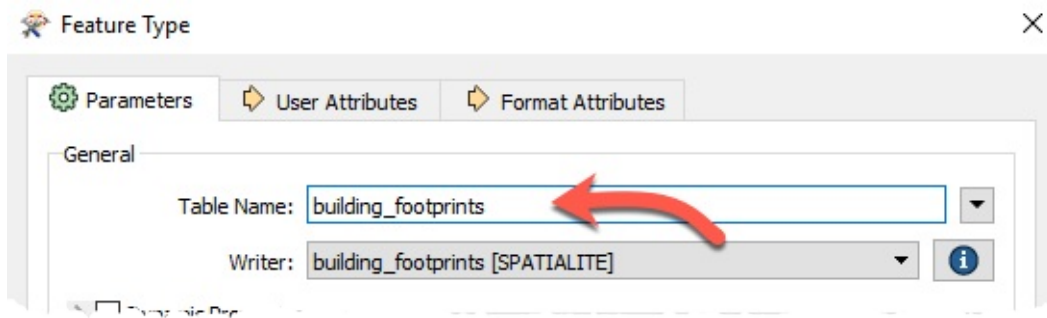 Feature Type
Parameters User Attributes Format Attributes
General
Table Name: building_footprints
Writer: building_footprints [SPATIALITE]